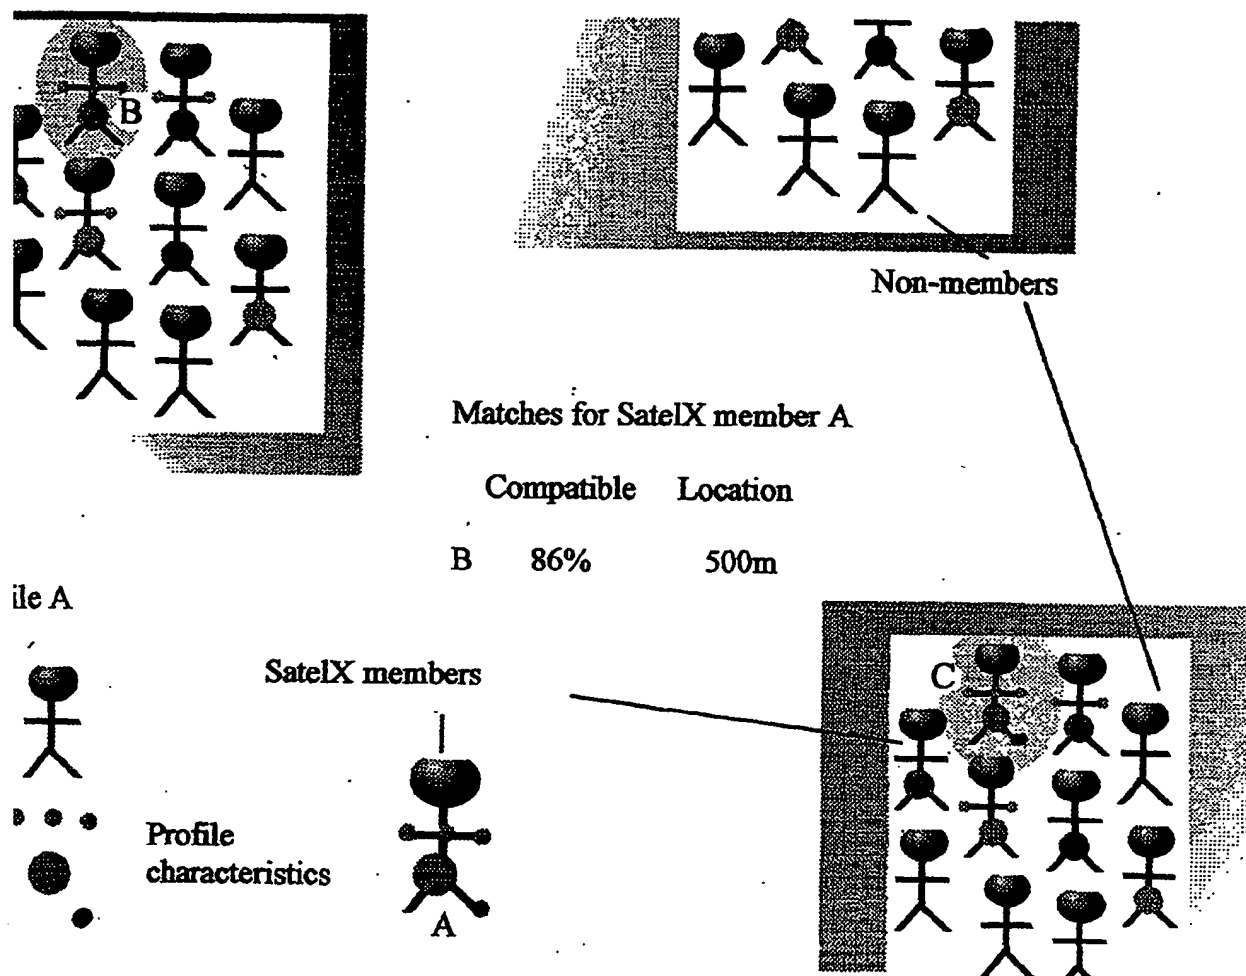 B
Non-members
Matches for SatelX member A
Compatible Location
B 86% 500m
ile A
SatelX members
C
Profile
characteristics
A